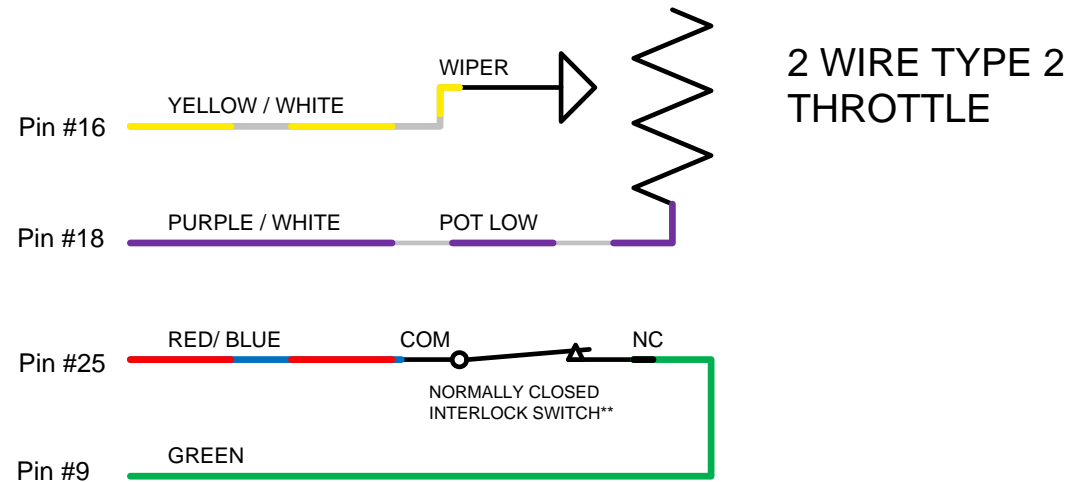 2 WIRE TYPE 2
THROTTLE
WIPER
YELLOW / WHITE
Pin #16
PURPLE / WHITE
POT LOW
Pin #18
RED/ BLUE
COM
NC
Pin #25
NORMALLY CLOSED
INTERLOCK SWITCH**
GREEN
Pin #9